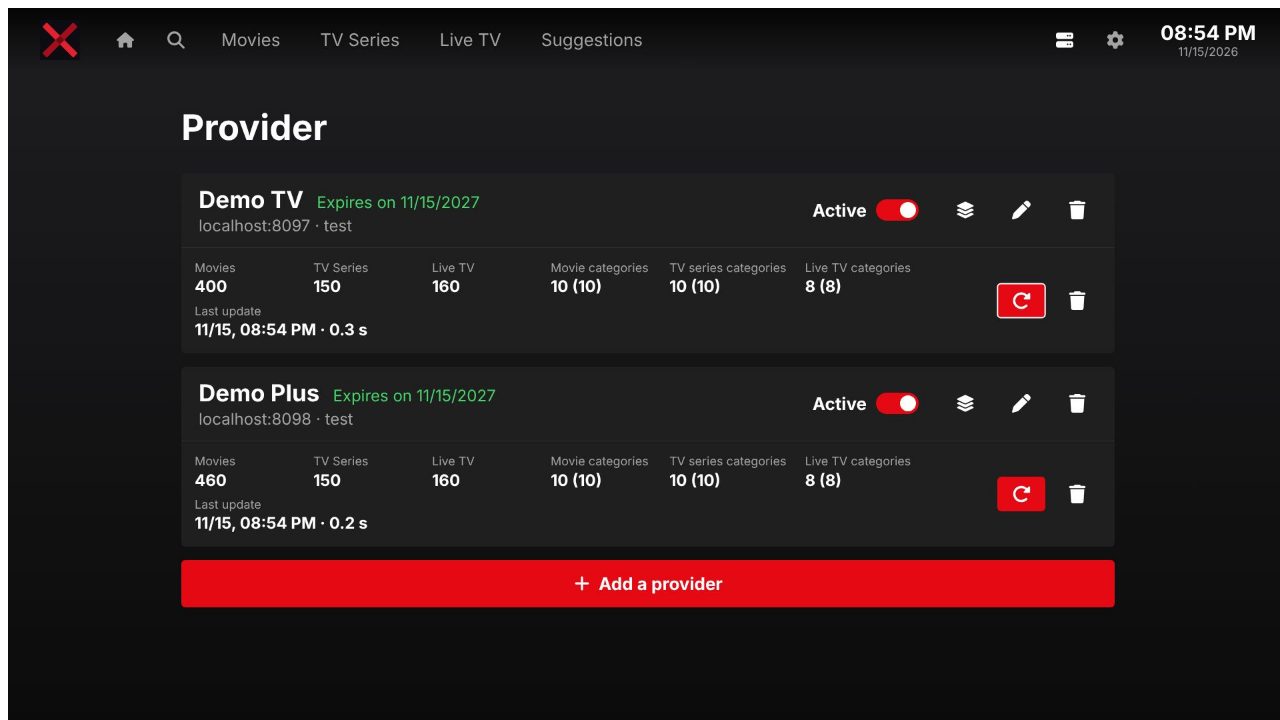 Movies TV Series Live TV Suggestions 08:54 PM
11/15/2026
Provider
Demo TV Expires on 11/15/2027
localhost:8097 · test
Active
Movies TV Series Live TV Movie categories TV series categories Live TV categories
400 150 160 10 (10) 10 (10) 8 (8)
Last update
11/15, 08:54 PM · 0.3 s
Demo Plus Expires on 11/15/2027
localhost:8098 · test
Active
Movies TV Series Live TV Movie categories TV series categories Live TV categories
460 150 160 10 (10) 10 (10) 8 (8)
Last update
11/15, 08:54 PM · 0.2 s
+ Add a provider